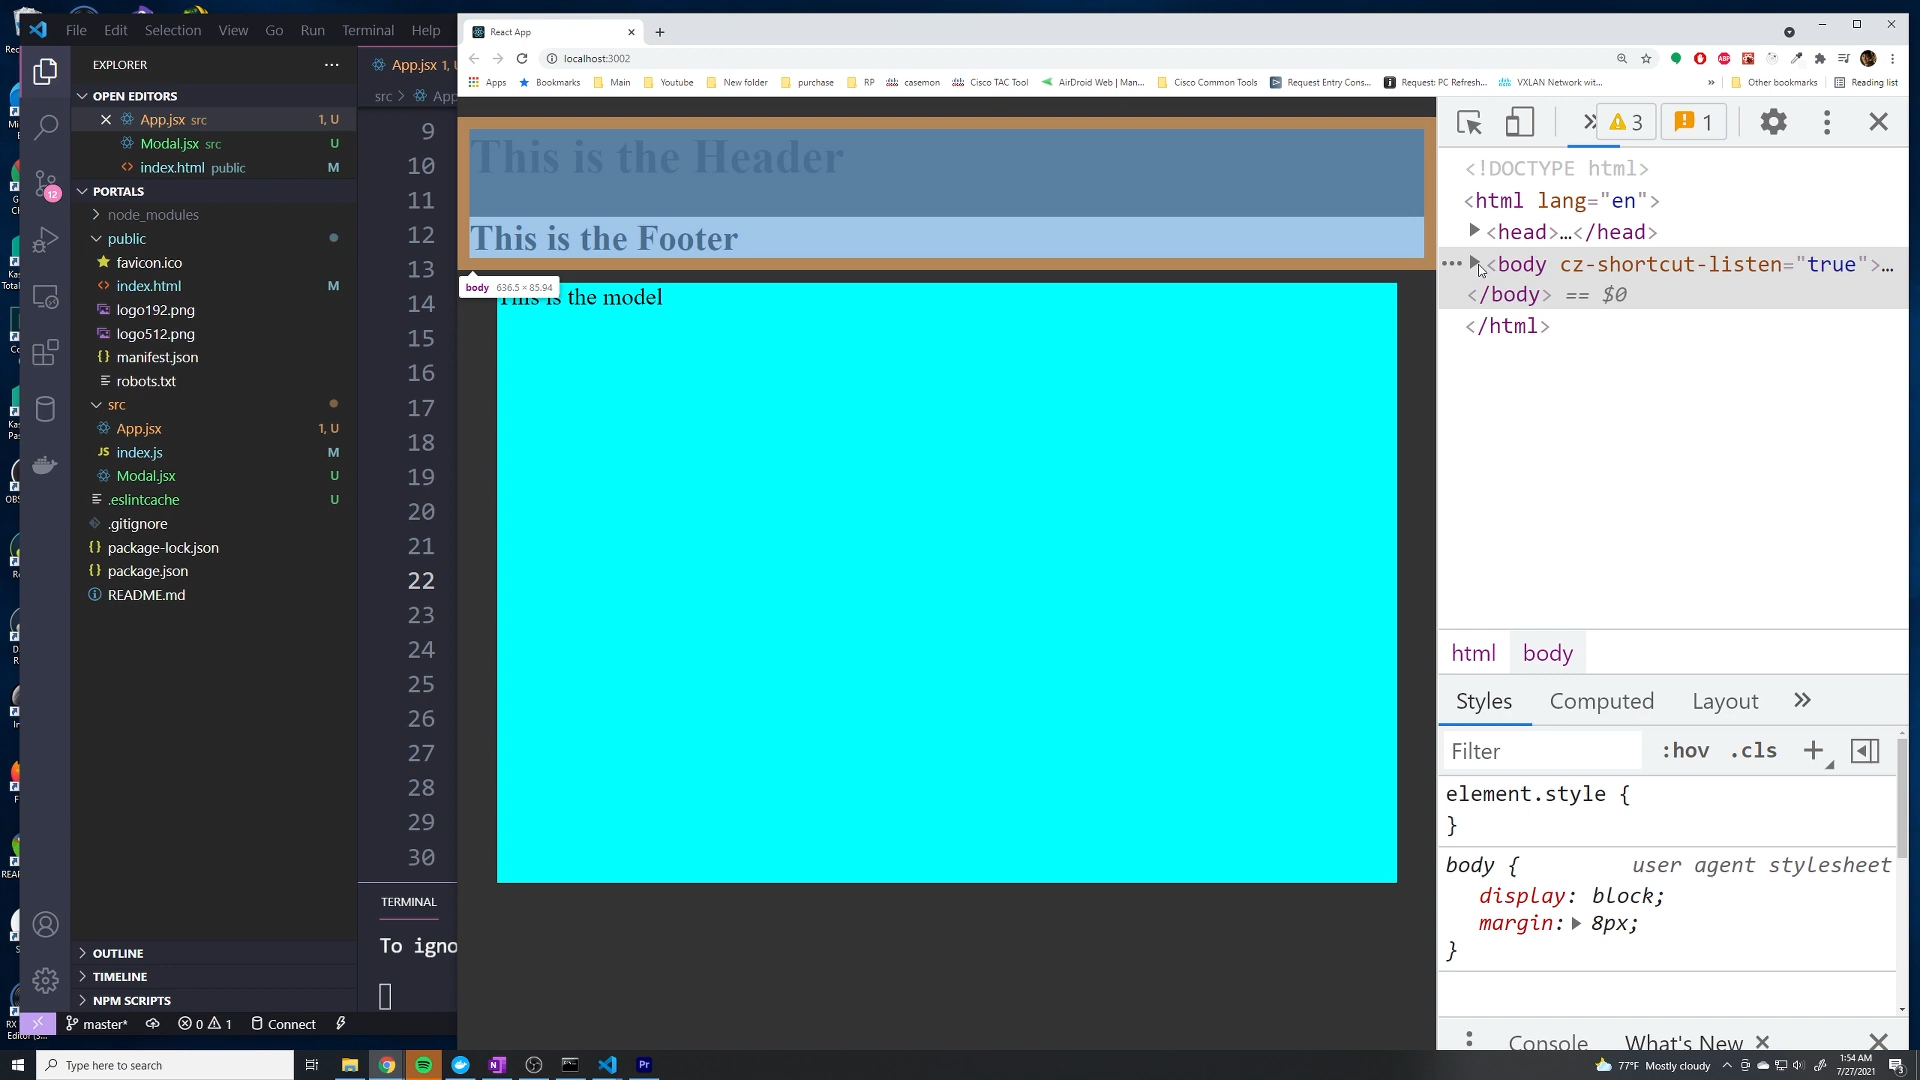 File Edit Selection View Go Run Terminal Help
EXPLORER
OPEN EDITORS
App.jsx src 1, U
Modal.jsx src U
index.html public M
PORTALS
node_modules
public
favicon.ico
index.html M
logo192.png
logo512.png
manifest.json
robots.txt
src
App.jsx 1, U
index.js M
Modal.jsx U
.eslintcache U
.gitignore
package-lock.json
package.json
README.md
OUTLINE
TIMELINE
NPM SCRIPTS
12
master* 0 1 Connect
App.jsx 1,
src > App
9
10
11
12
13
14
15
16
17
18
19
20
21
22
23
24
25
26
27
28
29
30
TERMINAL
To igno
React App
localhost:3002
Apps Bookmarks Main Youtube New folder purchase RP casemon Cisco TAC Tool AirDroid Web | Man... Cisco Common Tools Request Entry Cons... Request: PC Refresh... VXLAN Network wit... » Other bookmarks Reading list
This is the Header
This is the Footer
body 636.5 × 85.94
This is the model
» 3 1
<!DOCTYPE html>
<html lang="en">
<head>…</head>
<body cz-shortcut-listen="true">…
</body> == $0
</html>
html body
Styles Computed Layout »
Filter :hov .cls +
element.style {
}
body { user agent stylesheet
display: block;
margin: 8px;
}
Console What's New
Type here to search
77°F Mostly cloudy
1:54 AM
7/27/2021